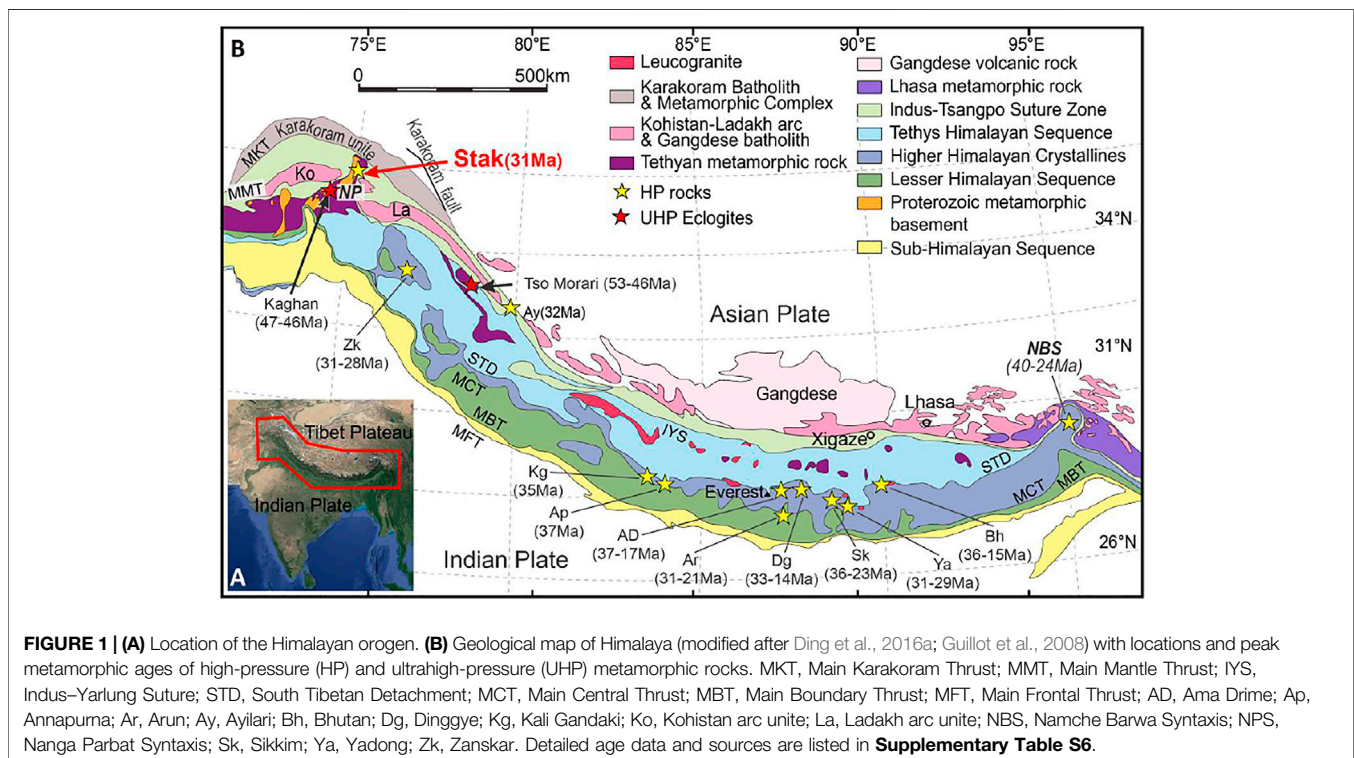 B
75°E
80°E
85°E
90°E
95°E
0
500km
Leucogranite
Karakoram Batholith
& Metamorphic Complex
Kohistan-Ladakh arc
& Gangdese batholith
Tethyan metamorphic rock
HP rocks
UHP Eclogites
Gangdese volcanic rock
Lhasa metamorphic rock
Indus-Tsangpo Suture Zone
Tethys Himalayan Sequence
Higher Himalayan Crystallines
Lesser Himalayan Sequence
Proterozoic metamorphic
basement
Sub-Himalayan Sequence
MKT
Karakoram unite
Karakoram fault
Stak(31Ma)
Ko
MMT
NP
La
34°N
Kaghan
(47-46Ma)
Tso Morari (53-46Ma)
Ay(32Ma)
Zk
(31-28Ma)
Asian Plate
31°N
NBS
(40-24Ma)
STD
MCT
MBT
MFT
Gangdese
Lhasa
Xigaze
IYS
STD
MCT
MBT
Tibet Plateau
Indian Plate
A
Kg
(35Ma)
Ap
(37Ma)
Everest
AD
(37-17Ma)
Ar
(31-21Ma)
Dg
(33-14Ma)
Sk
(36-23Ma)
Ya
(31-29Ma)
Bh
(36-15Ma)
26°N
Indian Plate
FIGURE 1 | (A) Location of the Himalayan orogen. (B) Geological map of Himalaya (modified after Ding et al., 2016a; Guillot et al., 2008) with locations and peak
metamorphic ages of high-pressure (HP) and ultrahigh-pressure (UHP) metamorphic rocks. MKT, Main Karakoram Thrust; MMT, Main Mantle Thrust; IYS,
Indus–Yarlung Suture; STD, South Tibetan Detachment; MCT, Main Central Thrust; MBT, Main Boundary Thrust; MFT, Main Frontal Thrust; AD, Ama Drime; Ap,
Annapurna; Ar, Arun; Ay, Ayilari; Bh, Bhutan; Dg, Dinggye; Kg, Kali Gandaki; Ko, Kohistan arc unite; La, Ladakh arc unite; NBS, Namche Barwa Syntaxis; NPS,
Nanga Parbat Syntaxis; Sk, Sikkim; Ya, Yadong; Zk, Zanskar. Detailed age data and sources are listed in Supplementary Table S6.